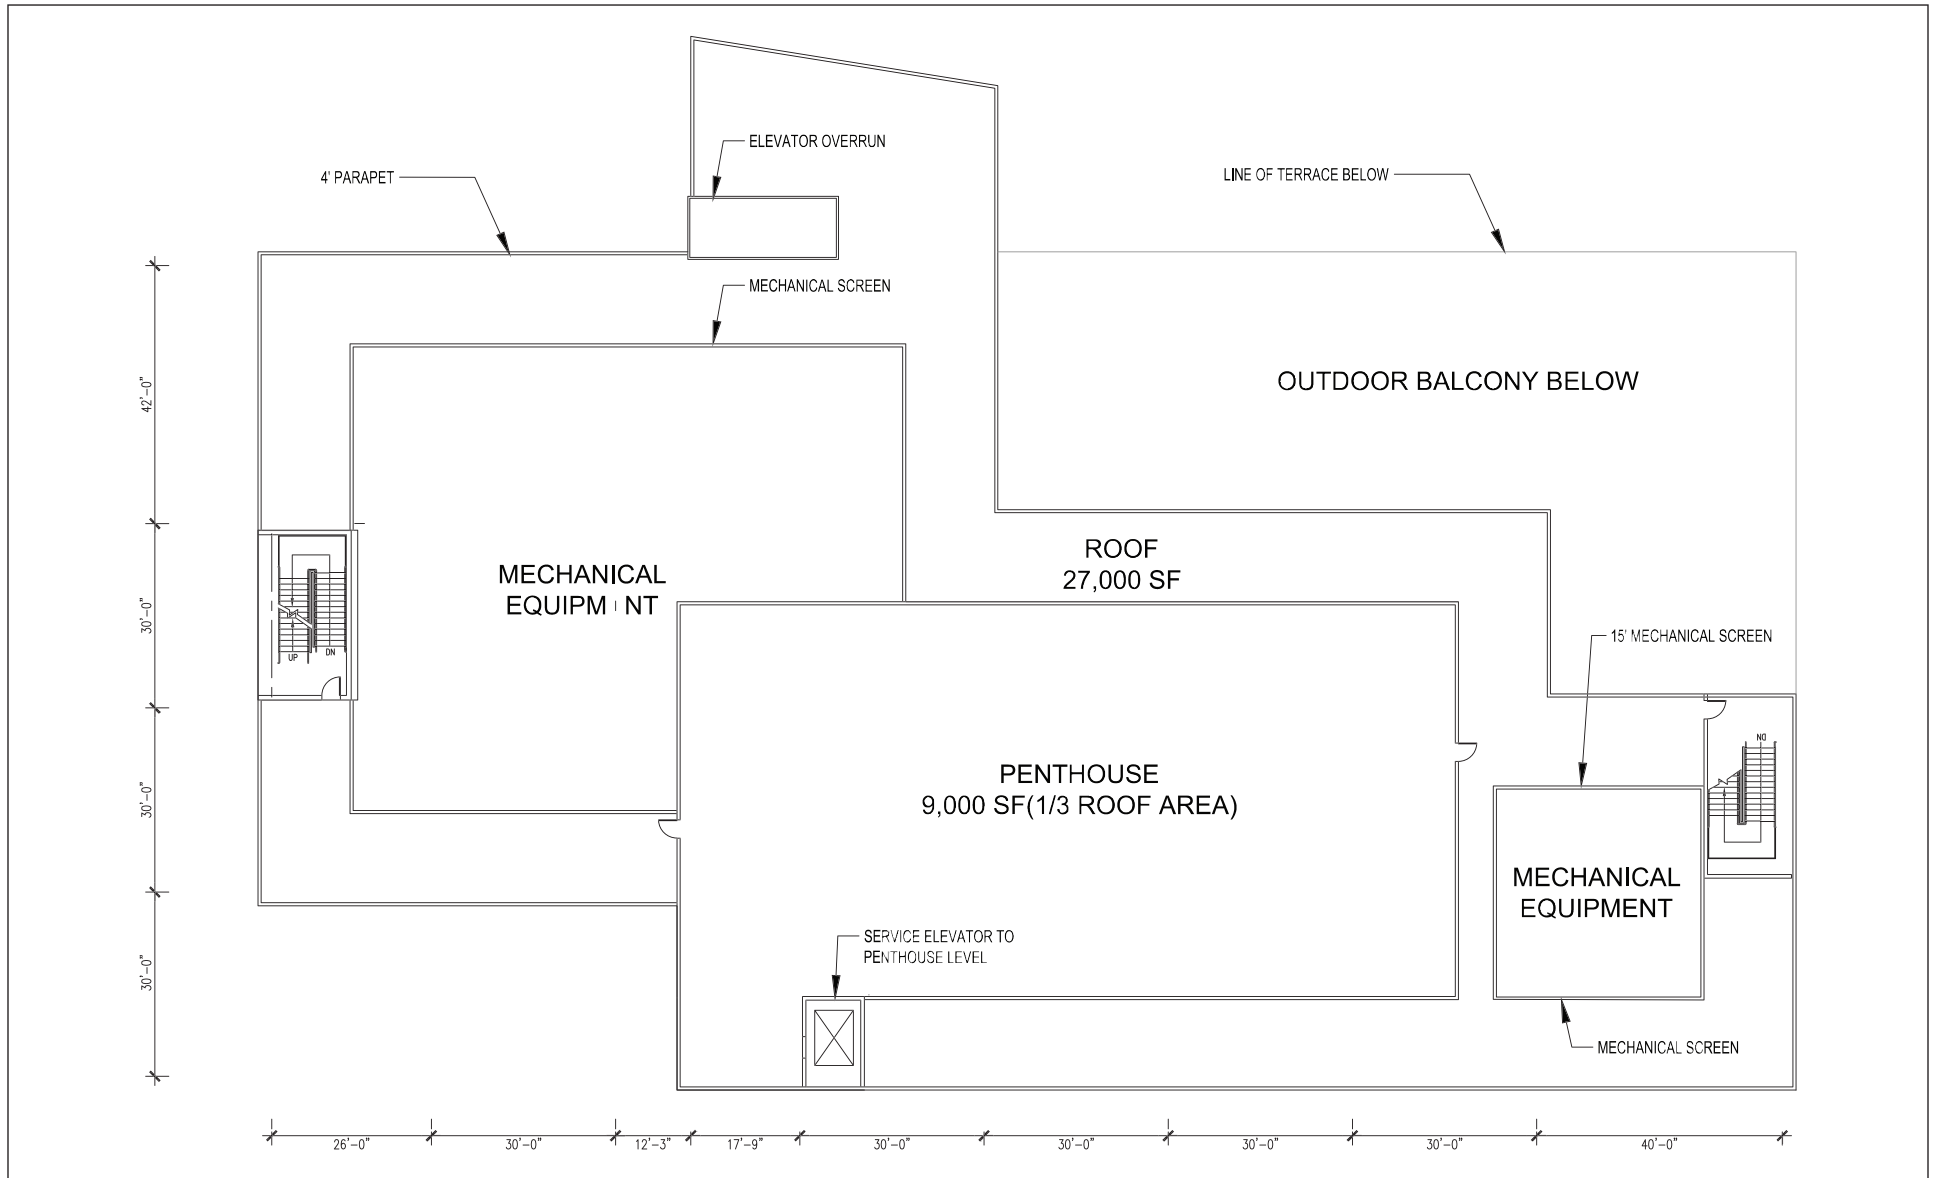 ELEVATOR OVERRUN
4' PARAPET
LINE OF TERRACE BELOW
MECHANICAL SCREEN
OUTDOOR BALCONY BELOW
42'-0"
ROOF
27,000 SF
MECHANICAL
EQUIPM NT
30'-0"
UP
DN
15' MECHANICAL SCREEN
DN
PENTHOUSE
9,000 SF(1/3 ROOF AREA)
30'-0"
MECHANICAL
EQUIPMENT
SERVICE ELEVATOR TO
PENTHOUSE LEVEL
30'-0"
MECHANICAL SCREEN
26'-0"
30'-0"
12'-3"
17'-9"
30'-0"
30'-0"
30'-0"
30'-0"
40'-0"